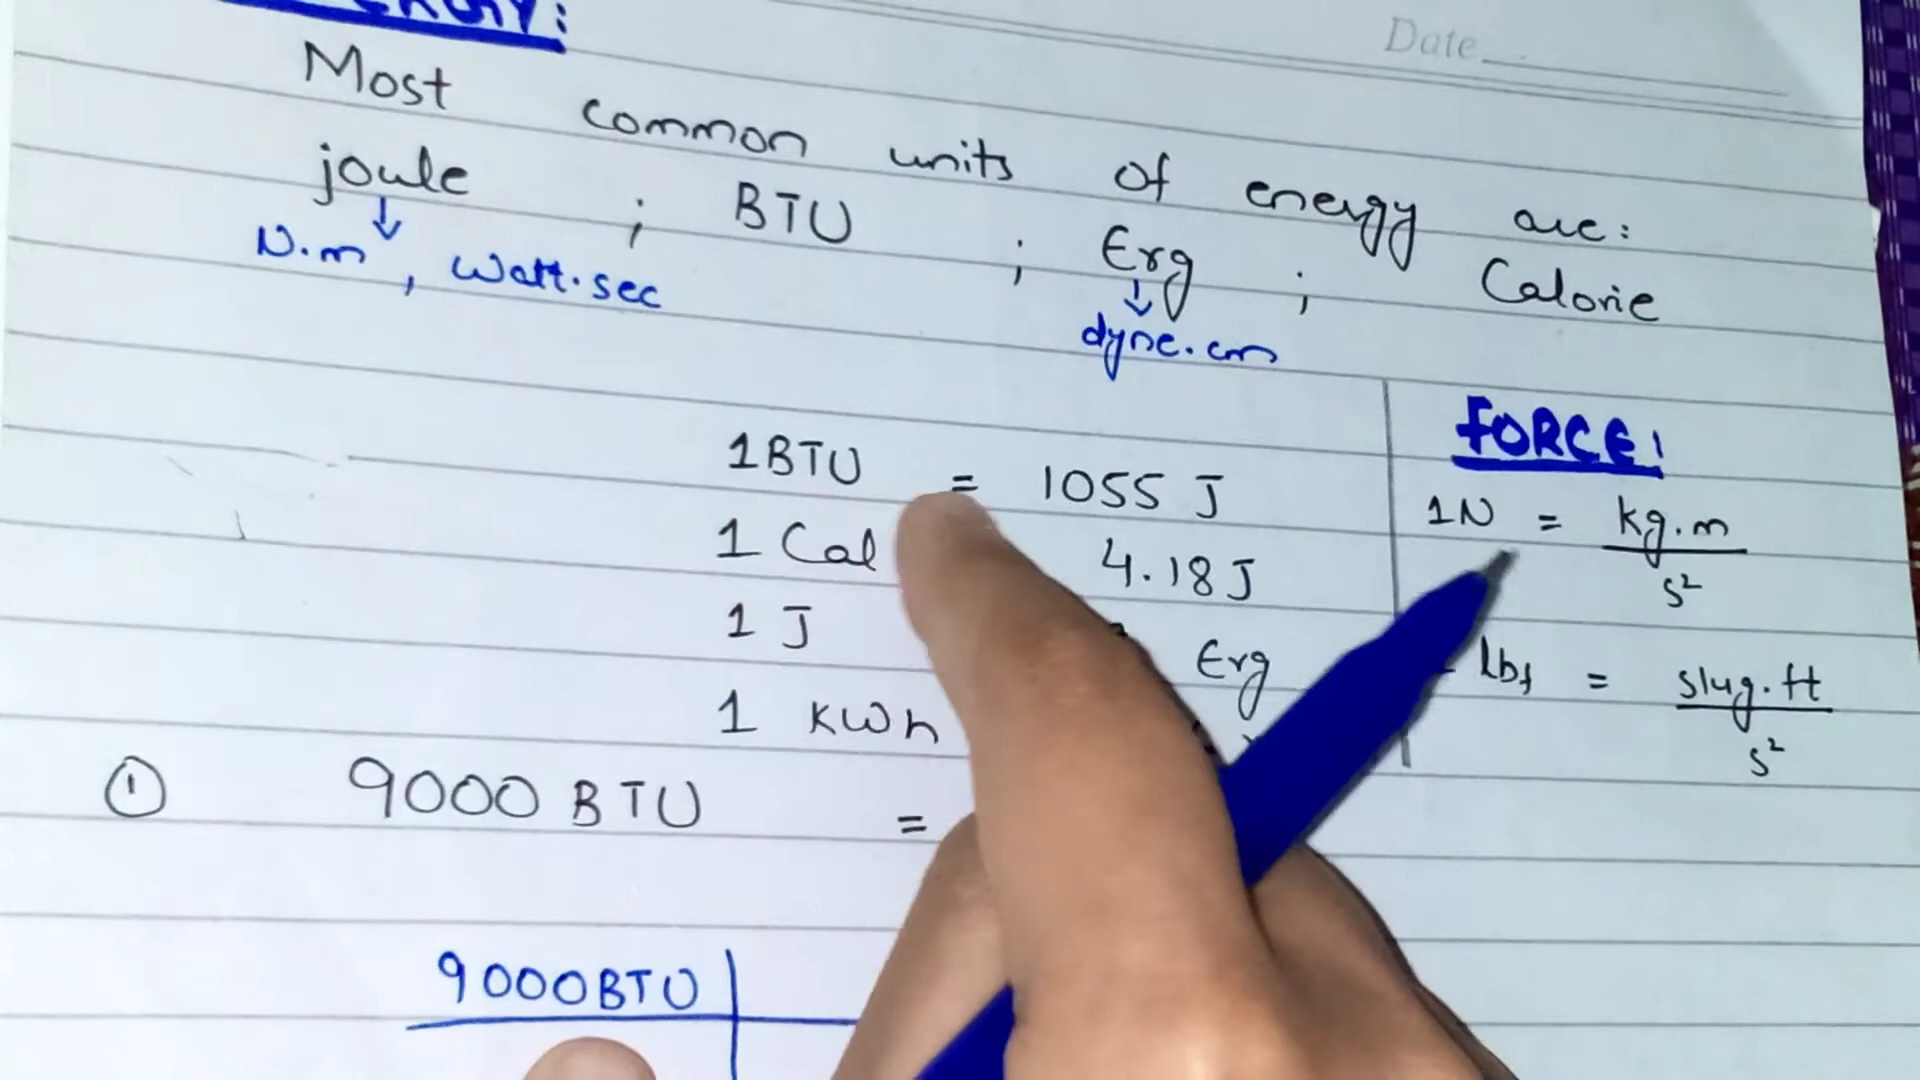 Date
Most common units of energy are:
joule ; BTU ; Erg ; Calorie
N.m , Watt.sec
dyne.cm
FORCE:
1BTU = 1055 J
1 Cal 4.18J
1 J Erg
1 kWh
1N = kg.m
s²
lbf = slug.ft
s²
① 9000 BTU =
9000BTU